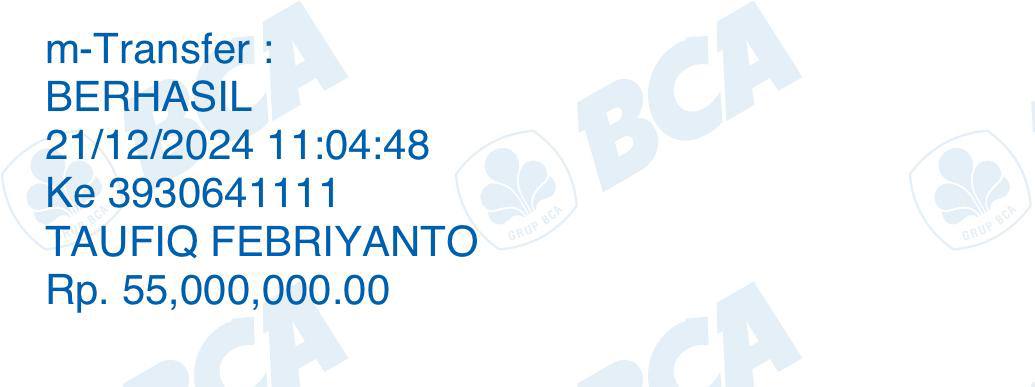 m-Transfer :
BERHASIL
21/12/2024 11:04:48
Ke 3930641111
TAUFIQ FEBRIYANTO
Rp. 55,000,000.00
BCA
BCA
GRUP BCA
GRUP BCA
GRUP BCA
BCA
BCA